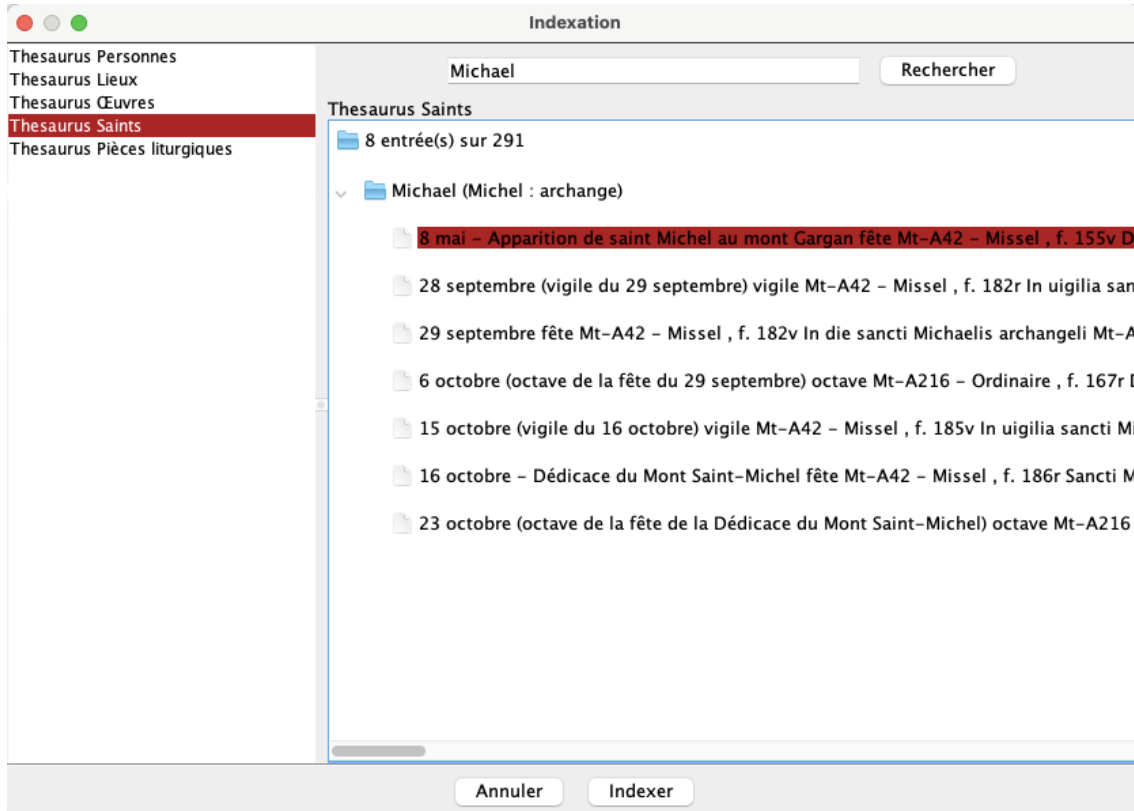 Indexation
Thesaurus Personnes
Thesaurus Lieux
Thesaurus Œuvres
Thesaurus Saints
Thesaurus Pièces liturgiques
Michael
Rechercher
Thesaurus Saints
8 entrée(s) sur 291
Michael (Michel : archange)
8 mai – Apparition de saint Michel au mont Gargan fête Mt-A42 – Missel , f. 155v D
28 septembre (vigile du 29 septembre) vigile Mt-A42 – Missel , f. 182r In uigilia san
29 septembre fête Mt-A42 – Missel , f. 182v In die sancti Michaelis archangeli Mt-A
6 octobre (octave de la fête du 29 septembre) octave Mt-A216 – Ordinaire , f. 167r D
15 octobre (vigile du 16 octobre) vigile Mt-A42 – Missel , f. 185v In uigilia sancti Mi
16 octobre – Dédicace du Mont Saint-Michel fête Mt-A42 – Missel , f. 186r Sancti M
23 octobre (octave de la fête de la Dédicace du Mont Saint-Michel) octave Mt-A216
Annuler
Indexer